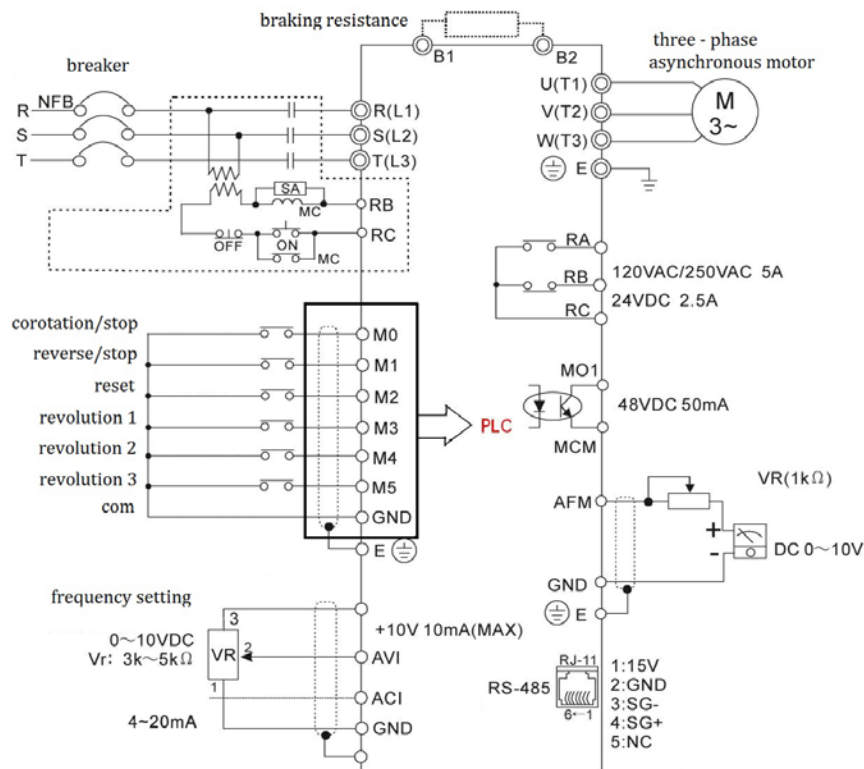 braking resistance
B1
B2
three - phase
asynchronous motor
breaker
U(T1)
V(T2)
W(T3)
M
3~
E
R
NFB
S
T
R(L1)
S(L2)
T(L3)
SA
MC
RB
RC
OFF
ON
MC
RA
RB
RC
120VAC/250VAC 5A
24VDC 2.5A
corotation/stop
reverse/stop
reset
revolution 1
revolution 2
revolution 3
com
M0
M1
M2
M3
M4
M5
GND
E
PLC
MO1
MCM
48VDC 50mA
AFM
VR(1kΩ)
+
-
DC 0～10V
GND
E
frequency setting
3
0～10VDC
Vr: 3k～5kΩ
VR
2
1
4~20mA
+10V 10mA(MAX)
AVI
ACI
GND
RS-485
RJ-11
6←1
1:15V
2:GND
3:SG-
4:SG+
5:NC